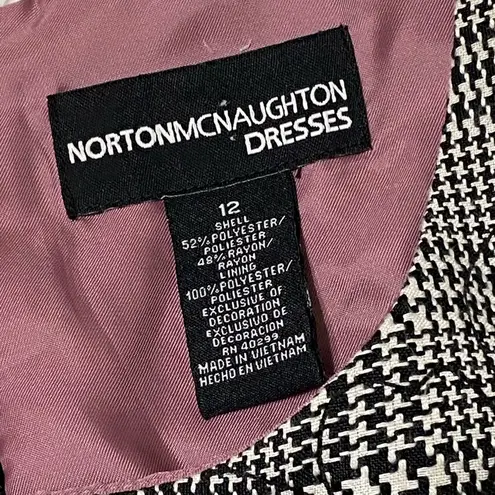 NORTONMCNAUGHTON
DRESSES
12
SHELL
52% POLYESTER/
POLIESTER
48% RAYON/
RAYON
LINING
100% POLYESTER/
POLIESTER
EXCLUSIVE OF
DECORATION
EXCLUSIVO DE
DECORACION
RN 40299
MADE IN VIETNAM
HECHO EN VIETNAM